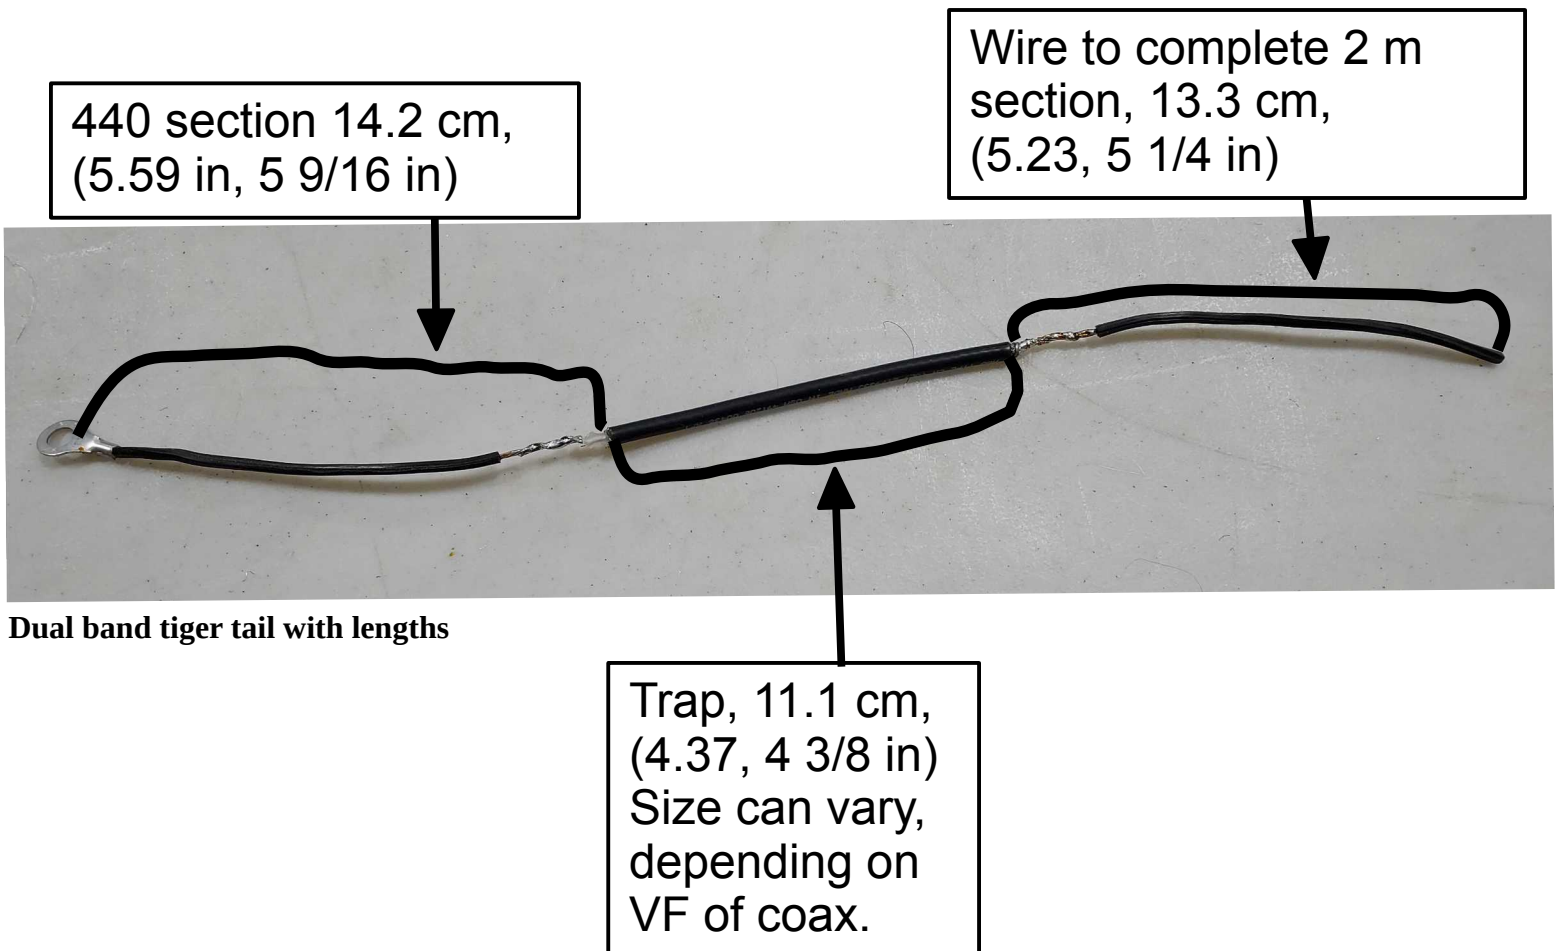 440 section 14.2 cm,
(5.59 in, 5 9/16 in)
Wire to complete 2 m
section, 13.3 cm,
(5.23, 5 1/4 in)
Dual band tiger tail with lengths
Trap, 11.1 cm,
(4.37, 4 3/8 in)
Size can vary,
depending on
VF of coax.